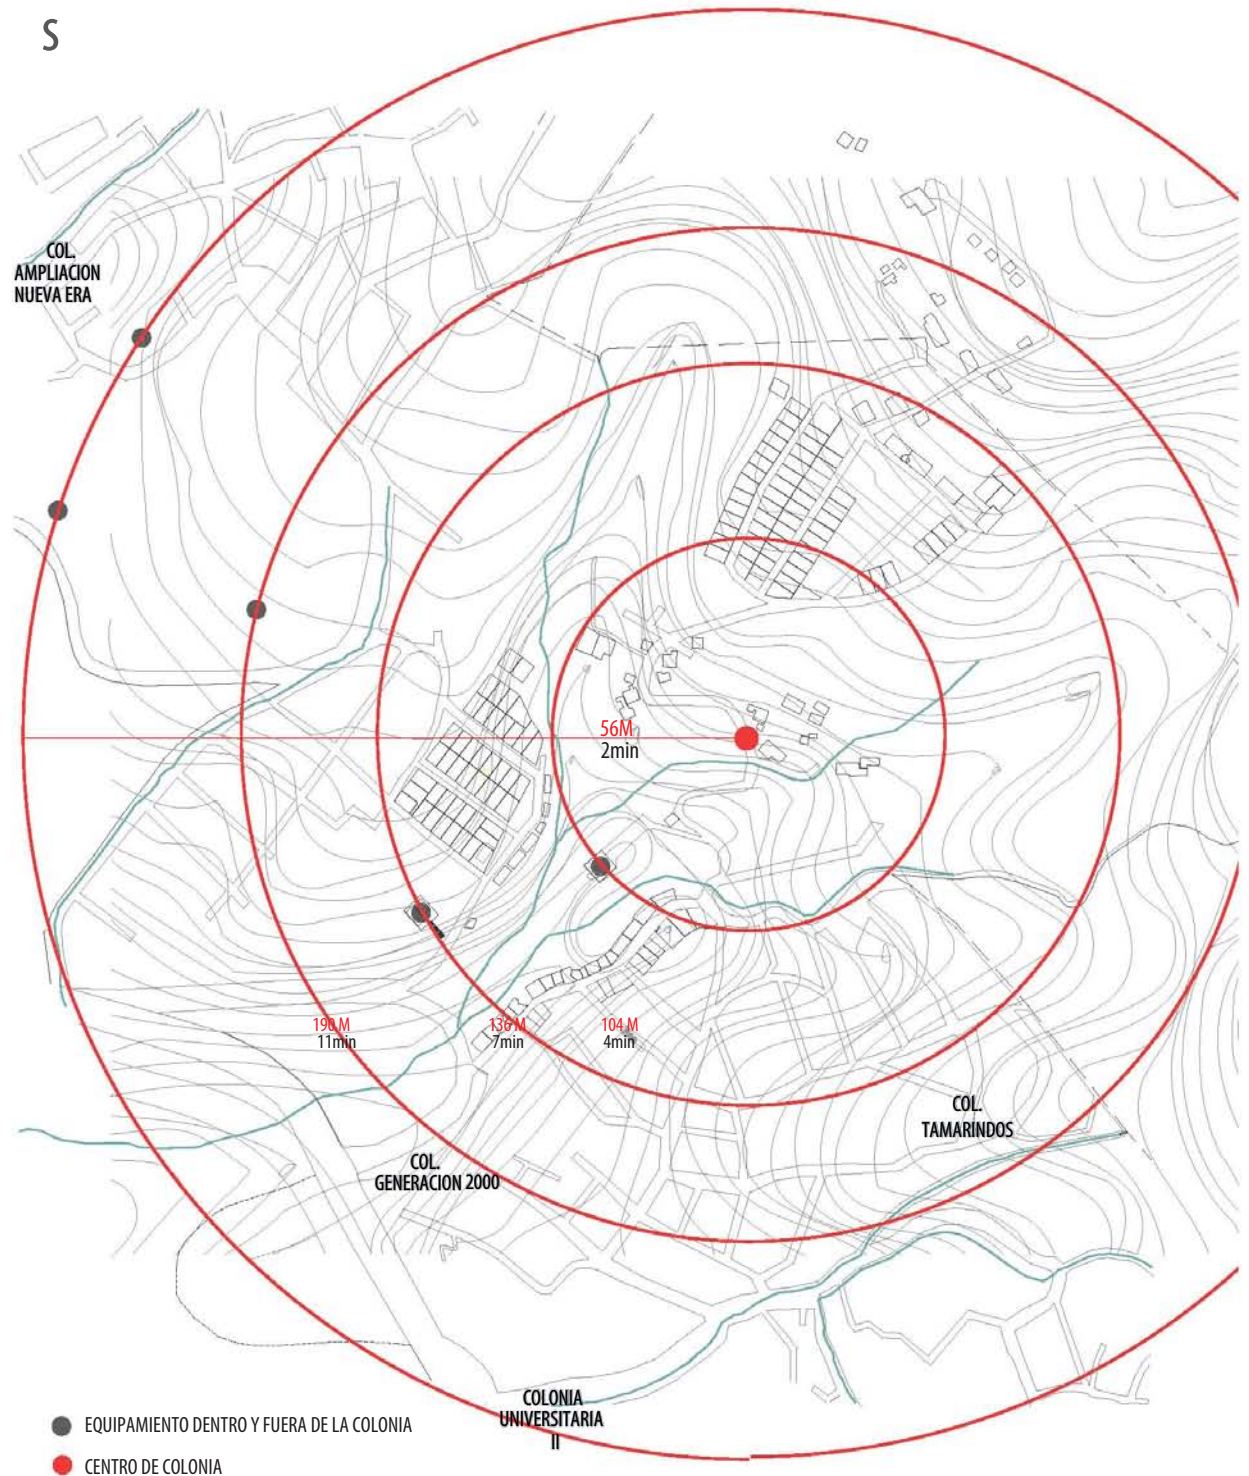 S
COL.
AMPLIACION
NUEVA ERA
56M
2min
190 M
11min
136 M
7min
104 M
4min
COL.
TAMARINDOS
COL.
GENERACION 2000
COLONIA
UNIVERSITARIA
II
EQUIPAMIENTO DENTRO Y FUERA DE LA COLONIA
CENTRO DE COLONIA